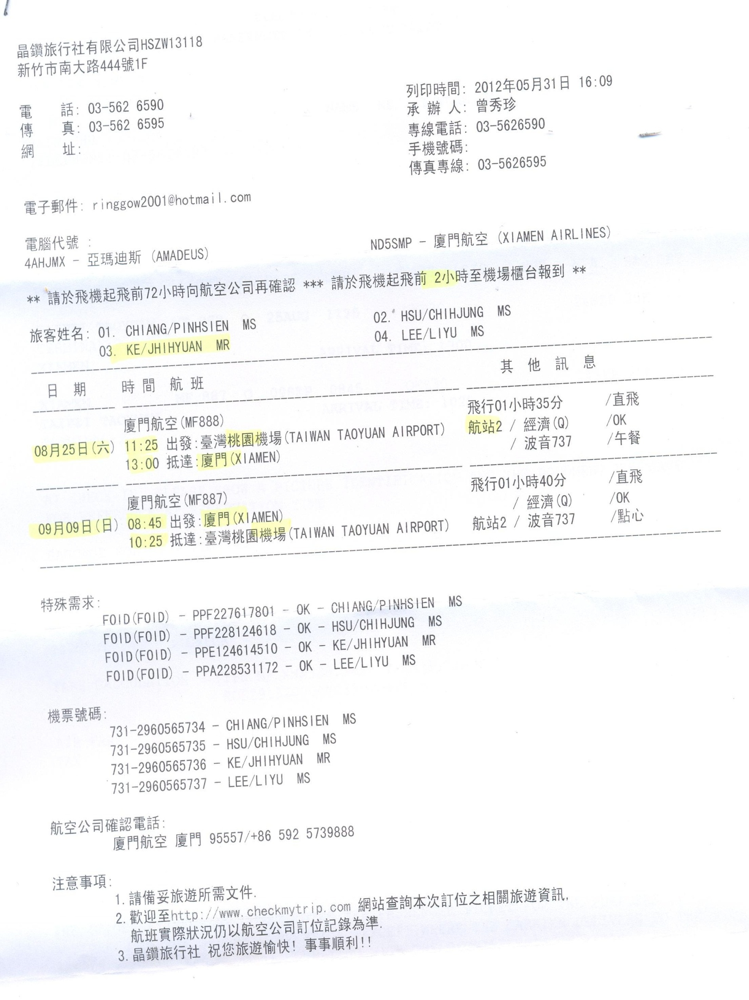 晶鑽旅行社有限公司HSZW13118
新竹市南大路444號1F
電 話: 03-562 6590
傳 真: 03-562 6595
網 址:
列印時間: 2012年05月31日 16:09
承 辦 人: 曾秀珍
專線電話: 03-5626590
手機號碼:
傳真專線: 03-5626595
電子郵件: ringgow2001@hotmail.com
電腦代號 :
4AHJMX - 亞瑪迪斯 (AMADEUS) ND5SMP - 廈門航空 (XIAMEN AIRLINES)
** 請於飛機起飛前72小時向航空公司再確認 *** 請於飛機起飛前 2小時至機場櫃台報到 **
旅客姓名: 01. CHIANG/PINHSIEN MS 02. HSU/CHIHJUNG MS
03. KE/JHIHYUAN MR 04. LEE/LIYU MS
日 期 時 間 航 班 其 他 訊 息
廈門航空(MF888) 飛行01小時35分 /直飛
08月25日(六) 11:25 出發:臺灣桃園機場(TAIWAN TAOYUAN AIRPORT) 航站2 / 經濟(Q) /OK
13:00 抵達:廈門(XIAMEN) / 波音737 /午餐
廈門航空(MF887) 飛行01小時40分 /直飛
09月09日(日) 08:45 出發:廈門(XIAMEN) / 經濟(Q) /OK
10:25 抵達:臺灣桃園機場(TAIWAN TAOYUAN AIRPORT) 航站2 / 波音737 /點心
特殊需求:
FOID(FOID) - PPF227617801 - OK - CHIANG/PINHSIEN MS
FOID(FOID) - PPF228124618 - OK - HSU/CHIHJUNG MS
FOID(FOID) - PPE124614510 - OK - KE/JHIHYUAN MR
FOID(FOID) - PPA228531172 - OK - LEE/LIYU MS
機票號碼:
731-2960565734 - CHIANG/PINHSIEN MS
731-2960565735 - HSU/CHIHJUNG MS
731-2960565736 - KE/JHIHYUAN MR
731-2960565737 - LEE/LIYU MS
航空公司確認電話:
廈門航空 廈門 95557/+86 592 5739888
注意事項:
1. 請備妥旅遊所需文件.
2. 歡迎至http://www.checkmytrip.com 網站查詢本次訂位之相關旅遊資訊,
航班實際狀況仍以航空公司訂位記錄為準.
3. 晶鑽旅行社 祝您旅遊愉快! 事事順利!!